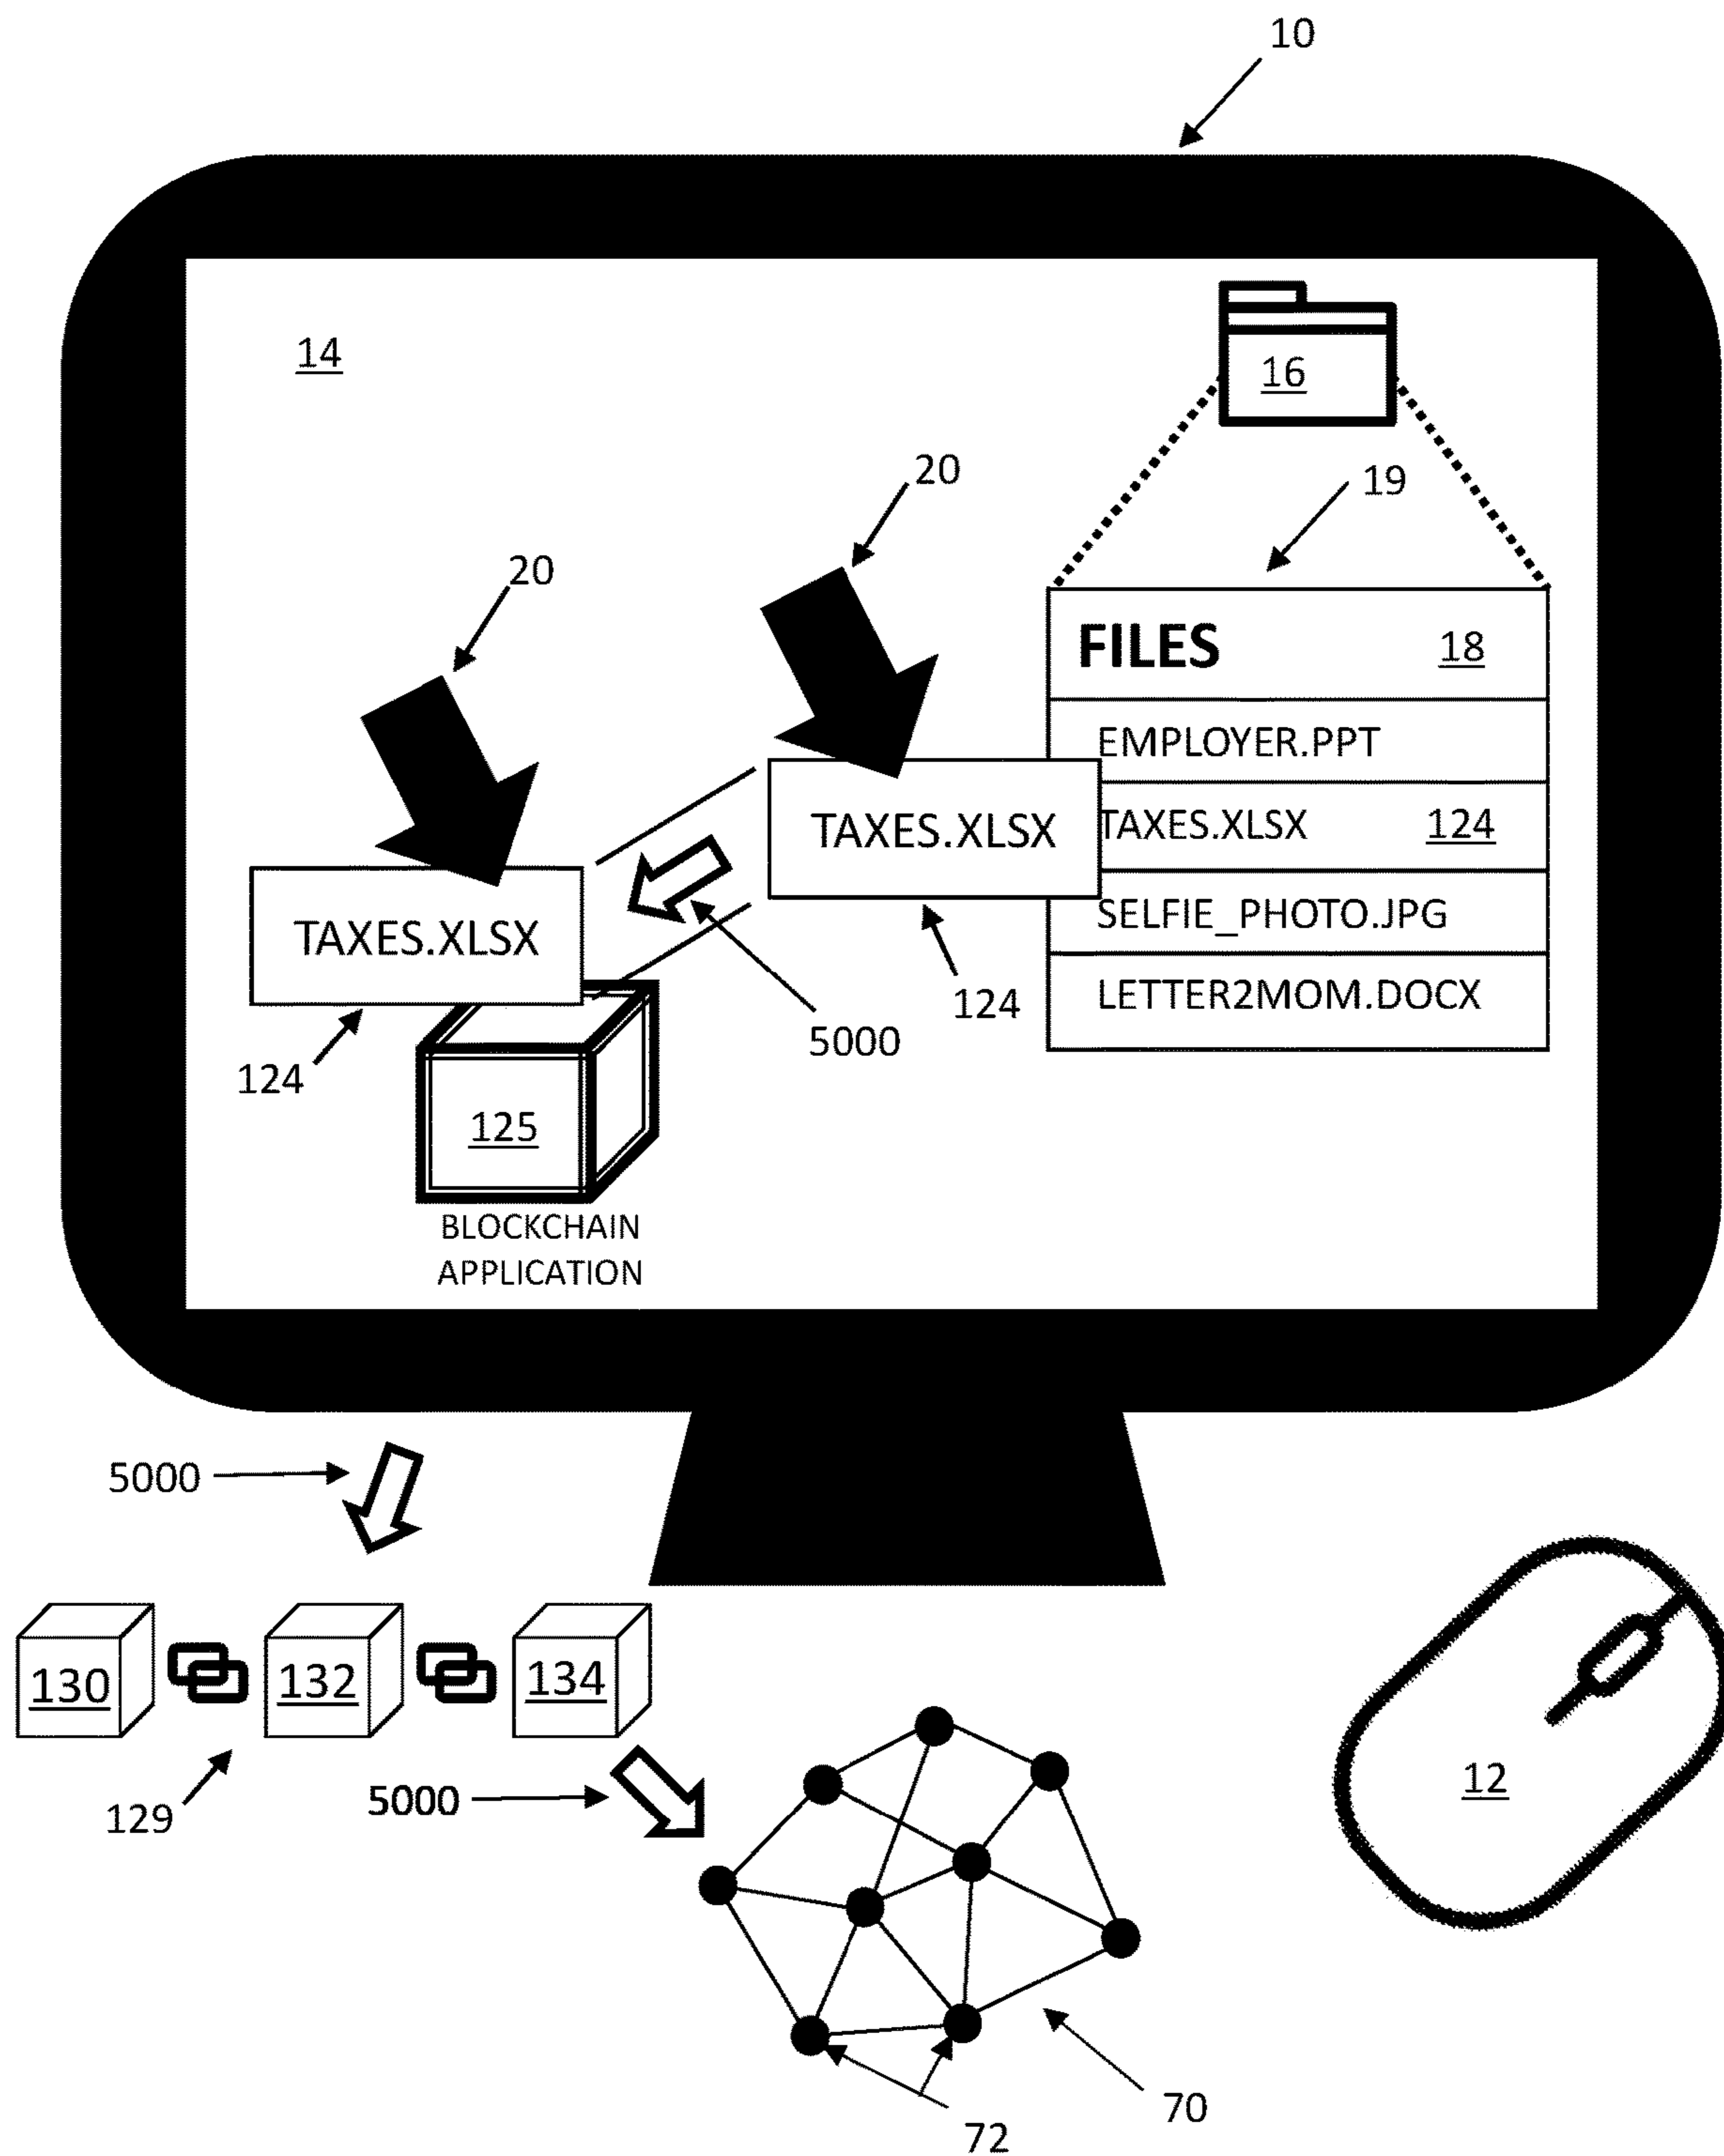 10
14
16
20
19
20
FILES 18
EMPLOYER.PPT
TAXES.XLSX 124
TAXES.XLSX
SELFIE_PHOTO.JPG
TAXES.XLSX
LETTER2MOM.DOCX
124
5000
124
125
BLOCKCHAIN
APPLICATION
5000
130
132
134
12
5000
129
70
72